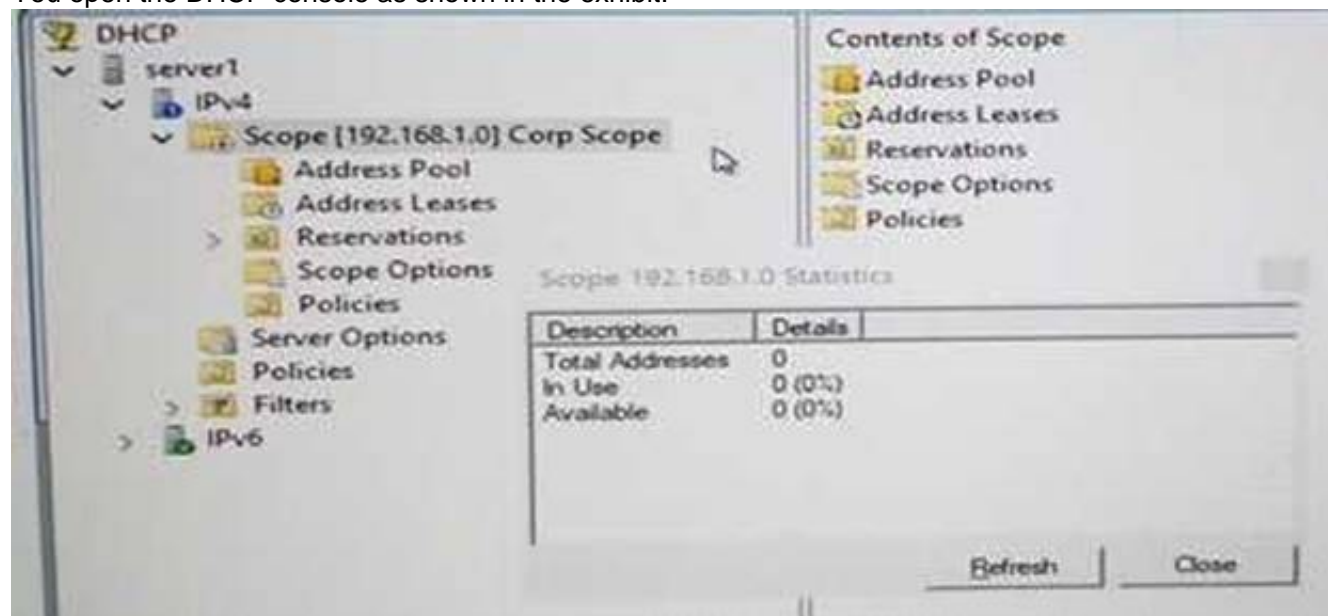 You open the DHCP console as shown in the exhibit.
DHCP
server1
IPv4
Scope [192.168.1.0] Corp Scope
Address Pool
Address Leases
Reservations
Scope Options
Policies
Server Options
Policies
Filters
IPv6
Contents of Scope
Address Pool
Address Leases
Reservations
Scope Options
Policies
Scope 192.168.1.0 Statistics
Description Details
Total Addresses 0
In Use 0 (0%)
Available 0 (0%)
Refresh Close